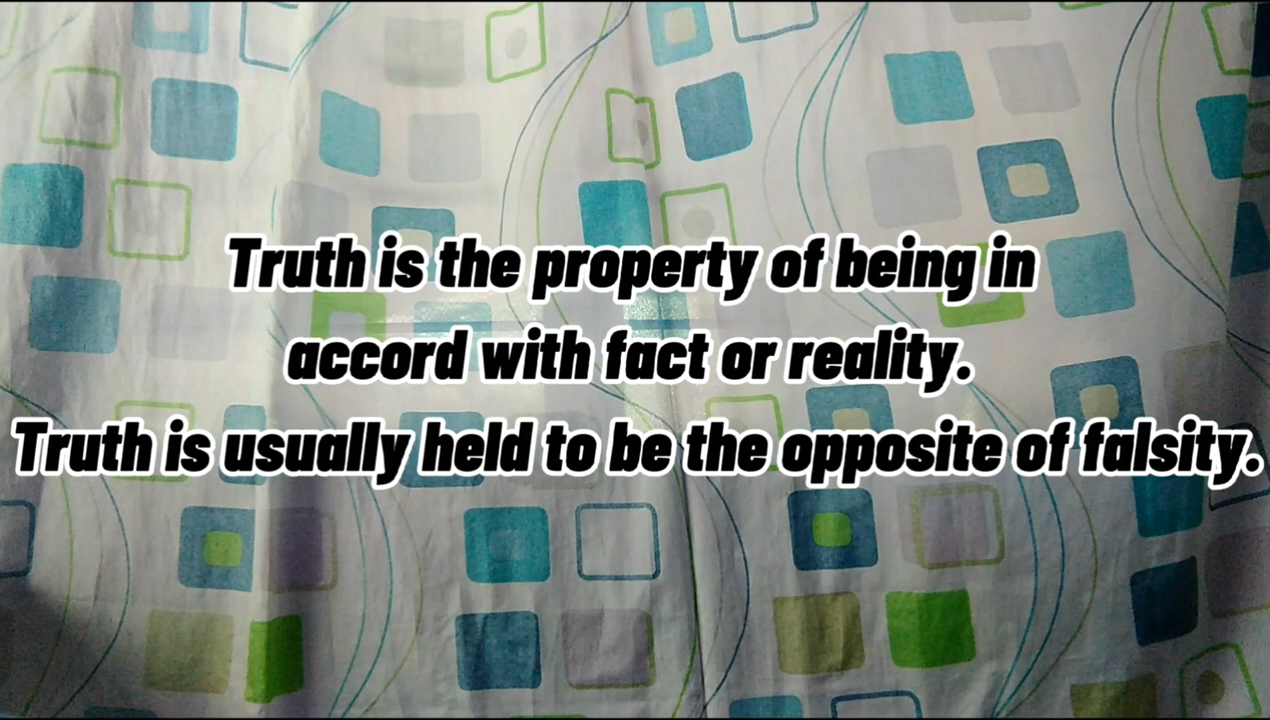 Truth is the property of being in
accord with fact or reality.
Truth is usually held to be the opposite of falsity.